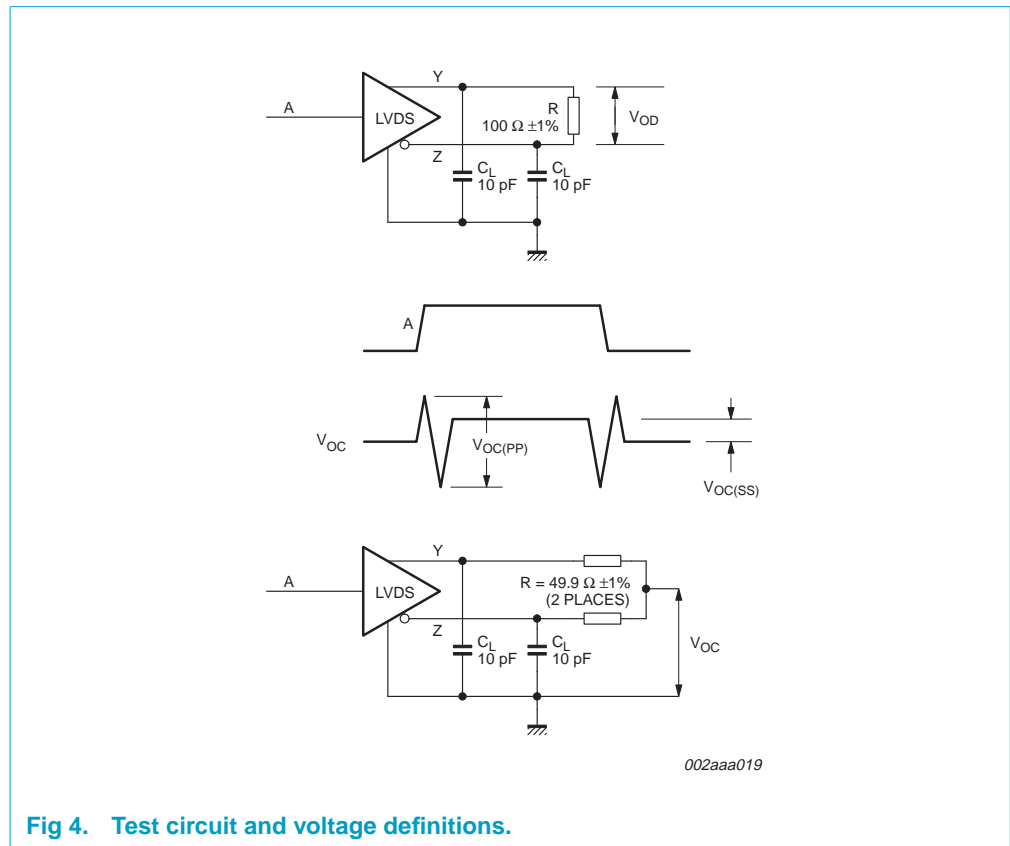 Y
A
LVDS
R
100 Ω ±1%
VOD
Z
CL
10 pF
CL
10 pF
A
VOC
VOC(PP)
VOC(SS)
Y
A
LVDS
R = 49.9 Ω ±1%
(2 PLACES)
Z
CL
10 pF
CL
10 pF
VOC
002aaa019
Fig 4. Test circuit and voltage definitions.